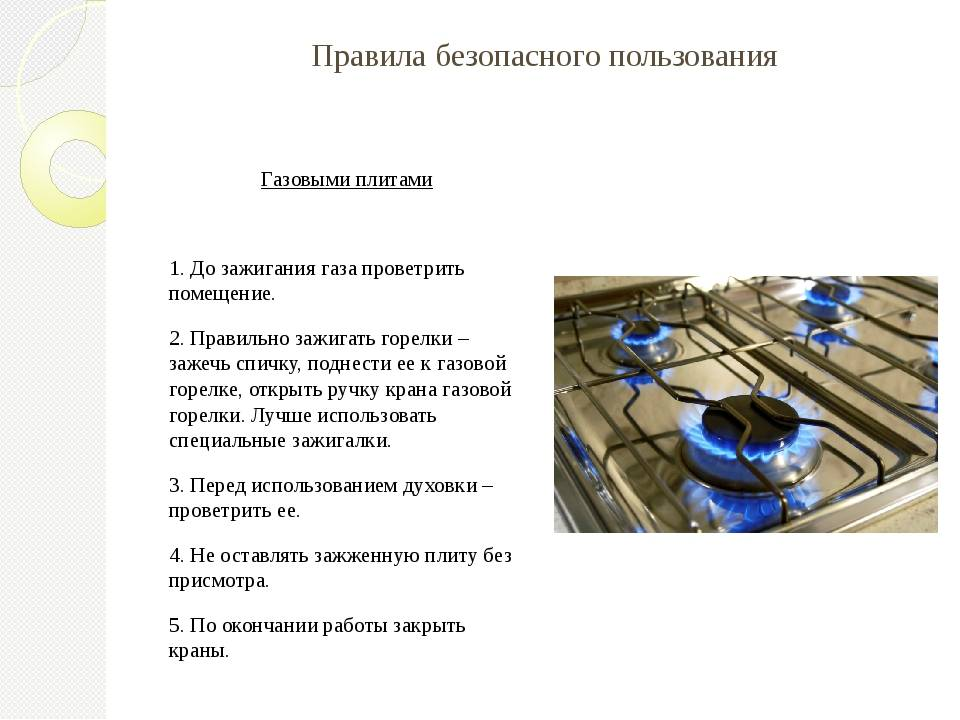 Правила безопасного пользования
Газовыми плитами
1. До зажигания газа проветрить
помещение.
2. Правильно зажигать горелки –
зажечь спичку, поднести ее к газовой
горелке, открыть ручку крана газовой
горелки. Лучше использовать
специальные зажигалки.
3. Перед использованием духовки –
проветрить ее.
4. Не оставлять зажженную плиту без
присмотра.
5. По окончании работы закрыть
краны.